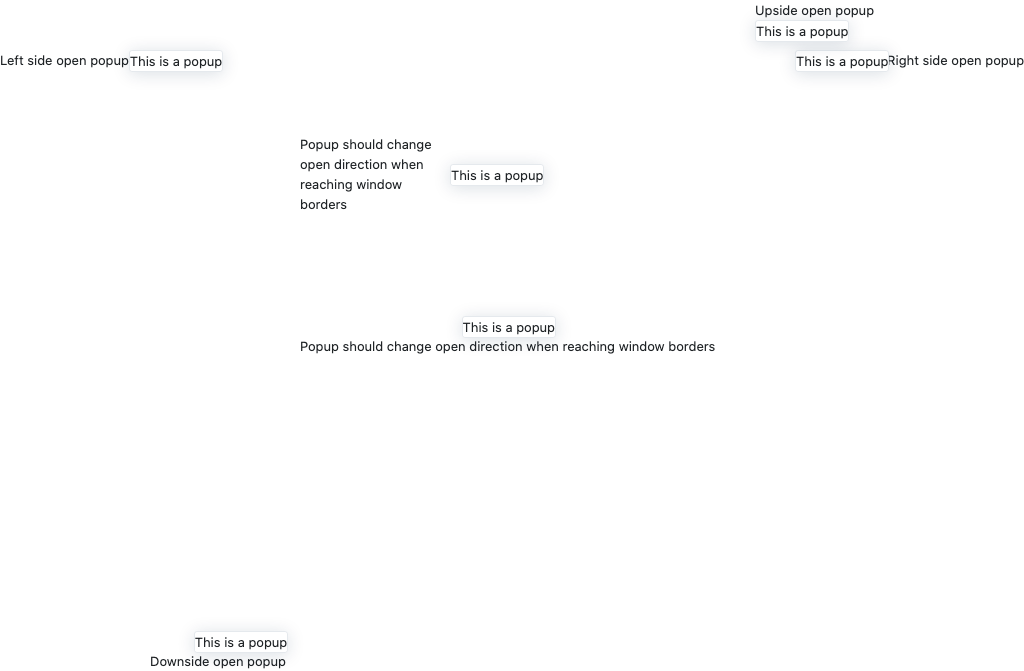 Upside open popup
This is a popup
Left side open popup
This is a popup
This is a popup
Right side open popup
Popup should change
open direction when
reaching window
borders
This is a popup
This is a popup
Popup should change open direction when reaching window borders
This is a popup
Downside open popup